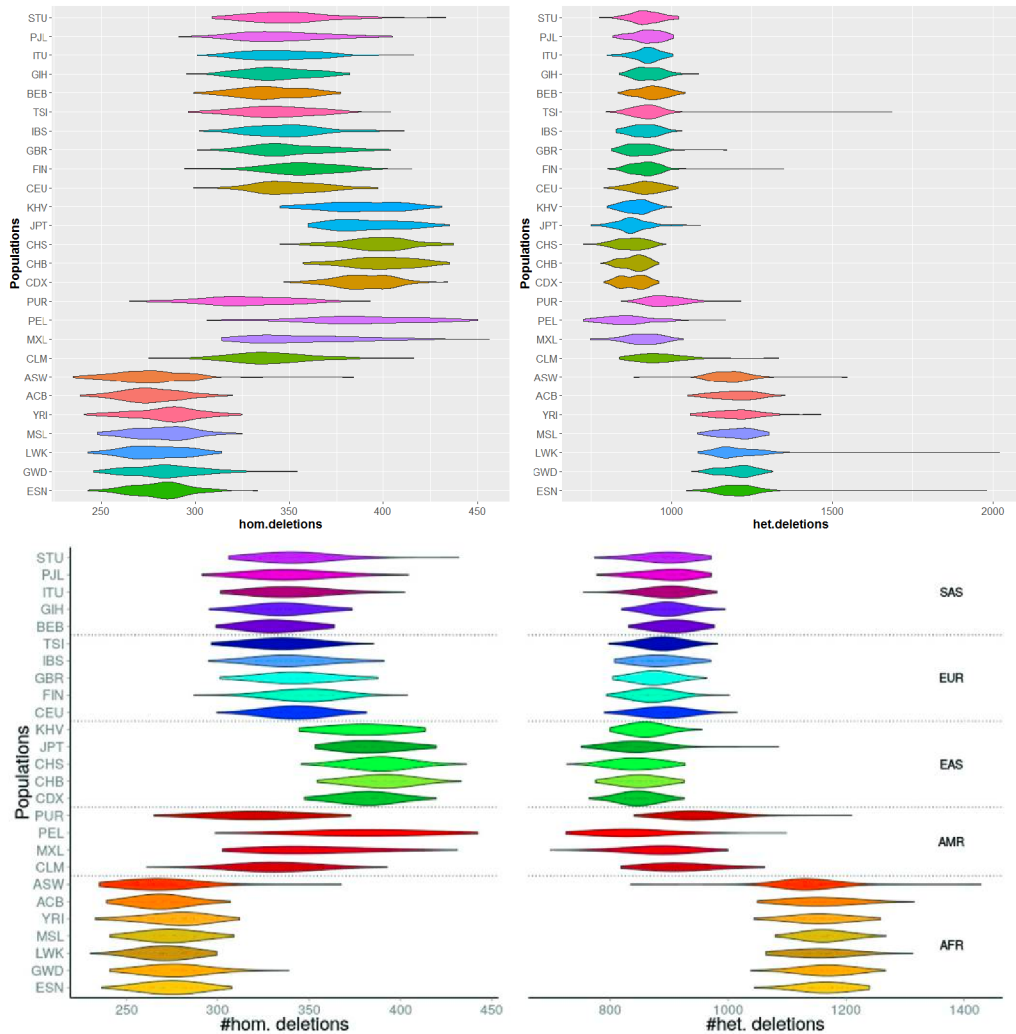 STU
PJL
ITU
GIH
BEB
TSI
IBS
GBR
FIN
CEU
KHV
JPT
CHS
CHB
CDX
PUR
PEL
MXL
CLM
ASW
ACB
YRI
MSL
LWK
GWD
ESN
Populations
250 300 350 400 450
hom.deletions
STU
PJL
ITU
GIH
BEB
TSI
IBS
GBR
FIN
CEU
KHV
JPT
CHS
CHB
CDX
PUR
PEL
MXL
CLM
ASW
ACB
YRI
MSL
LWK
GWD
ESN
Populations
1000 1500 2000
het.deletions
STU
PJL
ITU
GIH
BEB
TSI
IBS
GBR
FIN
CEU
KHV
JPT
CHS
CHB
CDX
PUR
PEL
MXL
CLM
ASW
ACB
YRI
MSL
LWK
GWD
ESN
Populations
250 300 350 400 450
#hom. deletions
SAS
EUR
EAS
AMR
AFR
800 1000 1200 1400
#het. deletions